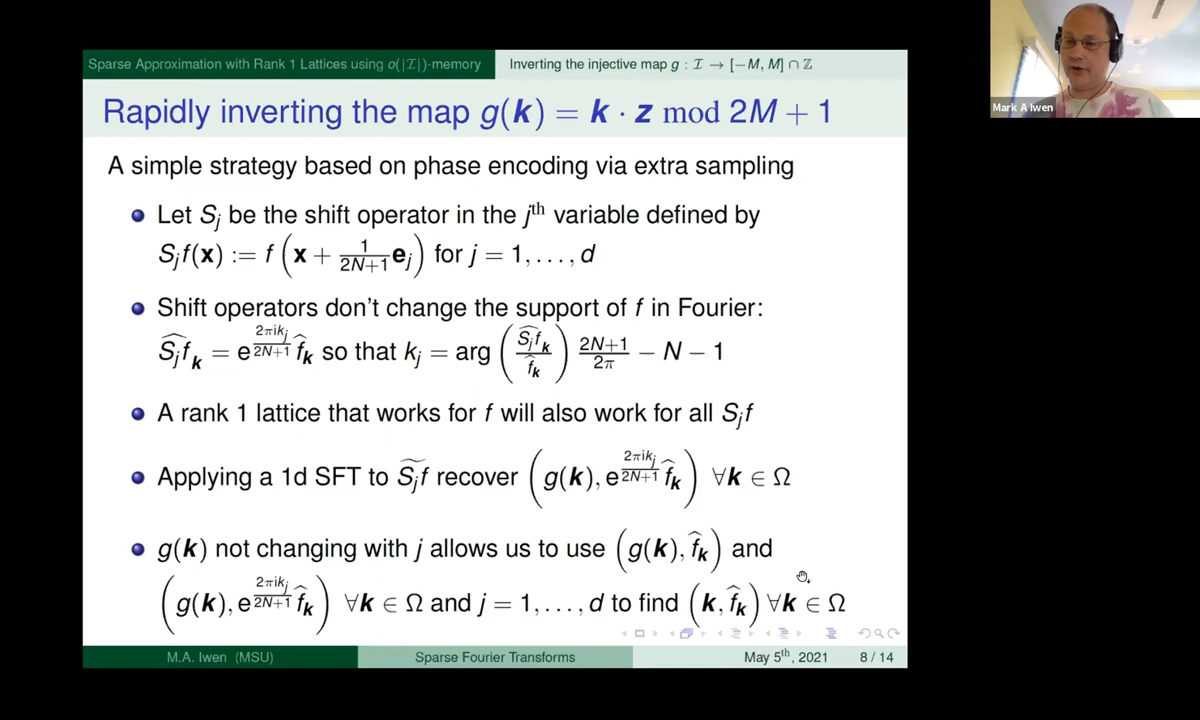 Sparse Approximation with Rank 1 Lattices using o(|I|)-memory
Inverting the injective map g : I → [−M, M] ∩ ℤ
Mark A Iwen
Rapidly inverting the map g(k) = k · z mod 2M + 1
A simple strategy based on phase encoding via extra sampling
Let S_j be the shift operator in the j^th variable defined by
S_j f(x) := f(x + 1/(2N+1) e_j) for j = 1, . . . , d
Shift operators don't change the support of f in Fourier:
\widehat{S_j f}_k = e^{2πik_j/(2N+1)} \hat{f}_k so that k_j = arg(\widehat{S_j f}_k / \hat{f}_k) (2N+1)/(2π) − N − 1
A rank 1 lattice that works for f will also work for all S_j f
Applying a 1d SFT to \widetilde{S_j f} recover (g(k), e^{2πik_j/(2N+1)} \hat{f}_k) ∀k ∈ Ω
g(k) not changing with j allows us to use (g(k), \hat{f}_k) and
(g(k), e^{2πik_j/(2N+1)} \hat{f}_k) ∀k ∈ Ω and j = 1, . . . , d to find (k, \hat{f}_k) ∀k ∈ Ω
M.A. Iwen (MSU)
Sparse Fourier Transforms
May 5th, 2021
8 / 14